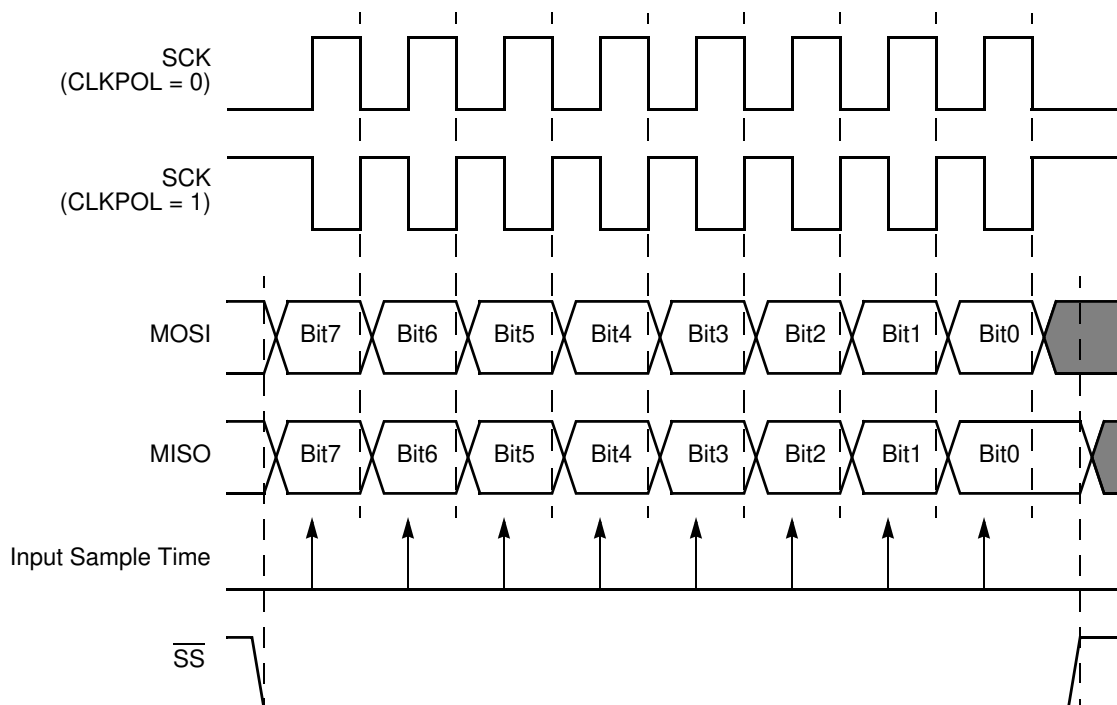 SCK
(CLKPOL = 0)
SCK
(CLKPOL = 1)
MOSI
Bit7 Bit6 Bit5 Bit4 Bit3 Bit2 Bit1 Bit0
MISO
Bit7 Bit6 Bit5 Bit4 Bit3 Bit2 Bit1 Bit0
Input Sample Time
S̅S̅